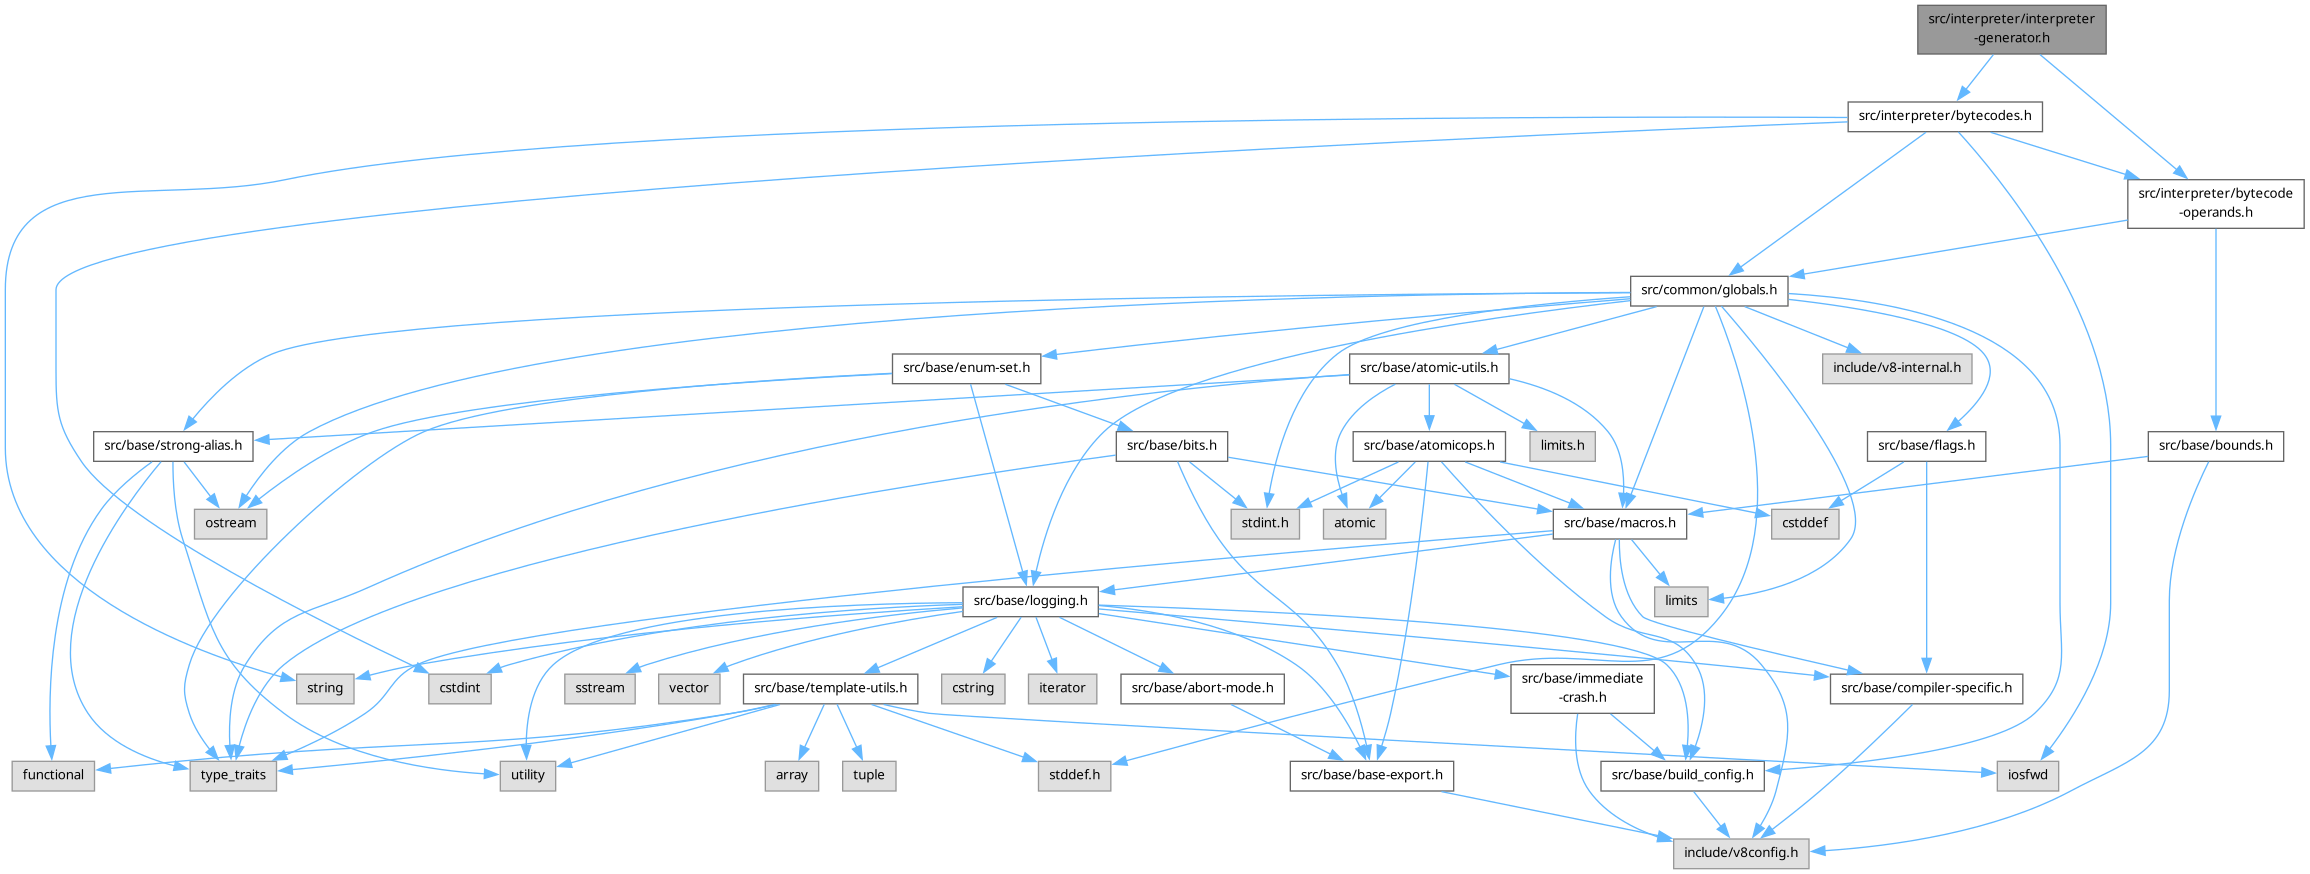 src/interpreter/interpreter
-generator.h
src/interpreter/bytecodes.h
src/interpreter/bytecode
-operands.h
src/common/globals.h
src/base/enum-set.h
src/base/atomic-utils.h
include/v8-internal.h
src/base/strong-alias.h
src/base/bits.h
src/base/atomicops.h
limits.h
src/base/flags.h
src/base/bounds.h
ostream
stdint.h
atomic
src/base/macros.h
cstddef
src/base/logging.h
limits
string
cstdint
sstream
vector
src/base/template-utils.h
cstring
iterator
src/base/abort-mode.h
src/base/immediate
-crash.h
src/base/compiler-specific.h
functional
type_traits
utility
array
tuple
stddef.h
src/base/base-export.h
src/base/build_config.h
iosfwd
include/v8config.h